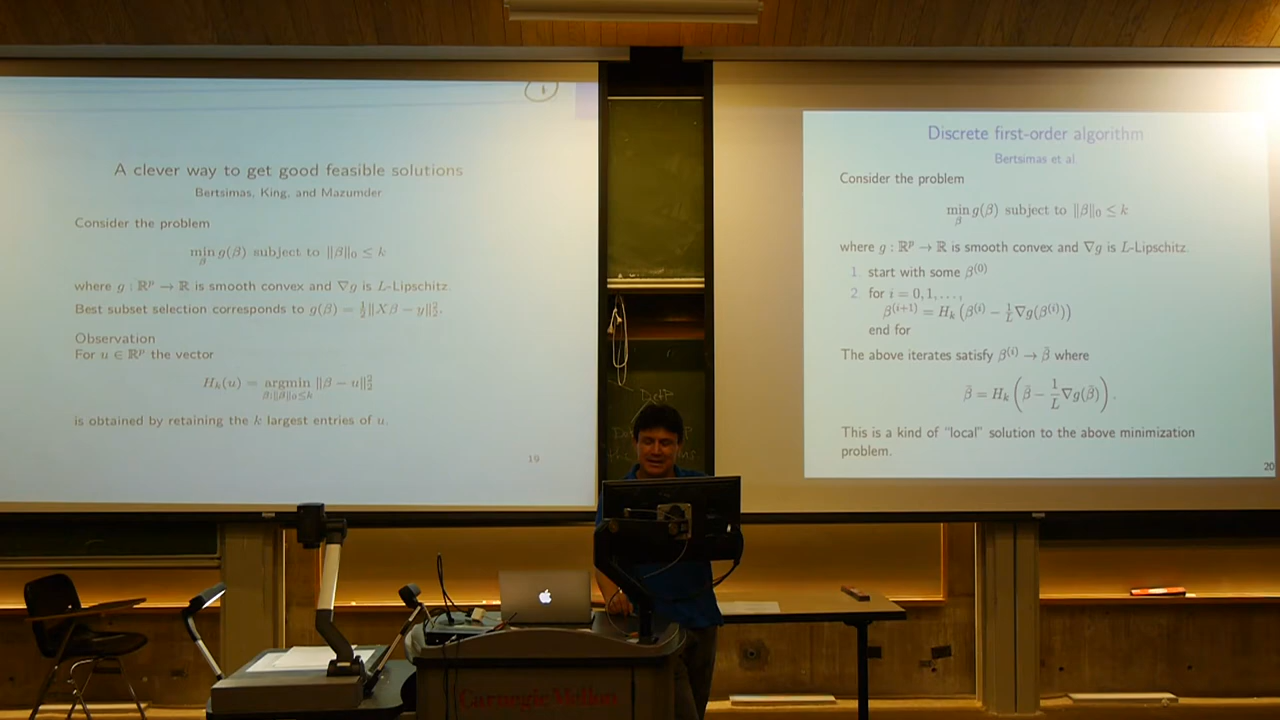 A clever way to get good feasible solutions
Bertsimas, King, and Mazumder
Consider the problem
min_β g(β) subject to ‖β‖₀ ≤ k
where g : ℝᵖ → ℝ is smooth convex and ∇g is L-Lipschitz.
Best subset selection corresponds to g(β) = ½‖Xβ − y‖₂².
Observation
For u ∈ ℝᵖ the vector
H_k(u) = argmin_{β:‖β‖₀≤k} ‖β − u‖₂²
is obtained by retaining the k largest entries of u.
19
Discrete first-order algorithm
Bertsimas et al
Consider the problem
min_β g(β) subject to ‖β‖₀ ≤ k
where g : ℝᵖ → ℝ is smooth convex and ∇g is L-Lipschitz.
1. start with some β⁽⁰⁾
2. for i = 0, 1, . . . ,
β⁽ⁱ⁺¹⁾ = H_k (β⁽ⁱ⁾ − 1/L ∇g(β⁽ⁱ⁾))
end for
The above iterates satisfy β⁽ⁱ⁾ → β̄ where
β̄ = H_k (β̄ − 1/L ∇g(β̄)) .
This is a kind of "local" solution to the above minimization
problem.
20
Carnegie Mellon